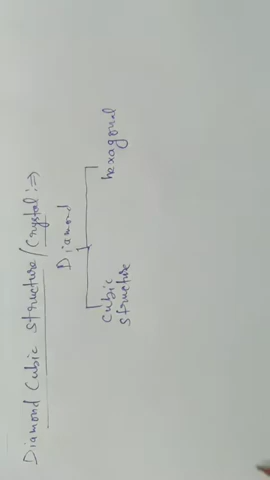 Diamond Cubic structure/Crystal :⇒
Diamond
cubic
structure
hexagonal